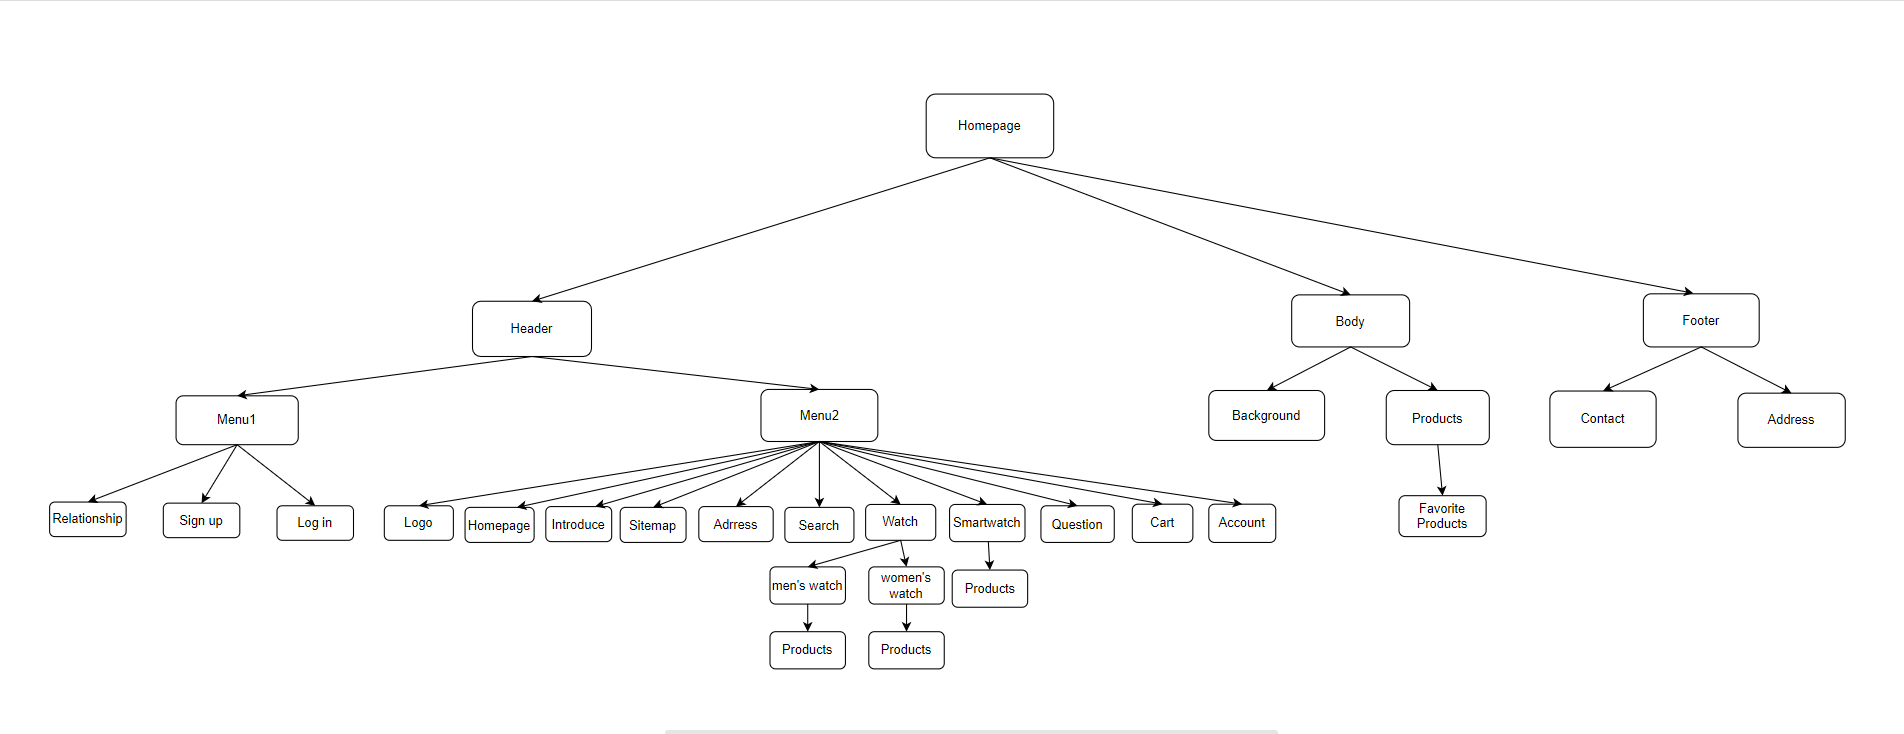 Homepage
Header
Body
Footer
Menu1
Menu2
Background
Products
Contact
Address
Relationship
Sign up
Log in
Logo
Homepage
Introduce
Sitemap
Adrress
Search
Watch
Smartwatch
Question
Cart
Account
Favorite
Products
men's watch
women's
watch
Products
Products
Products